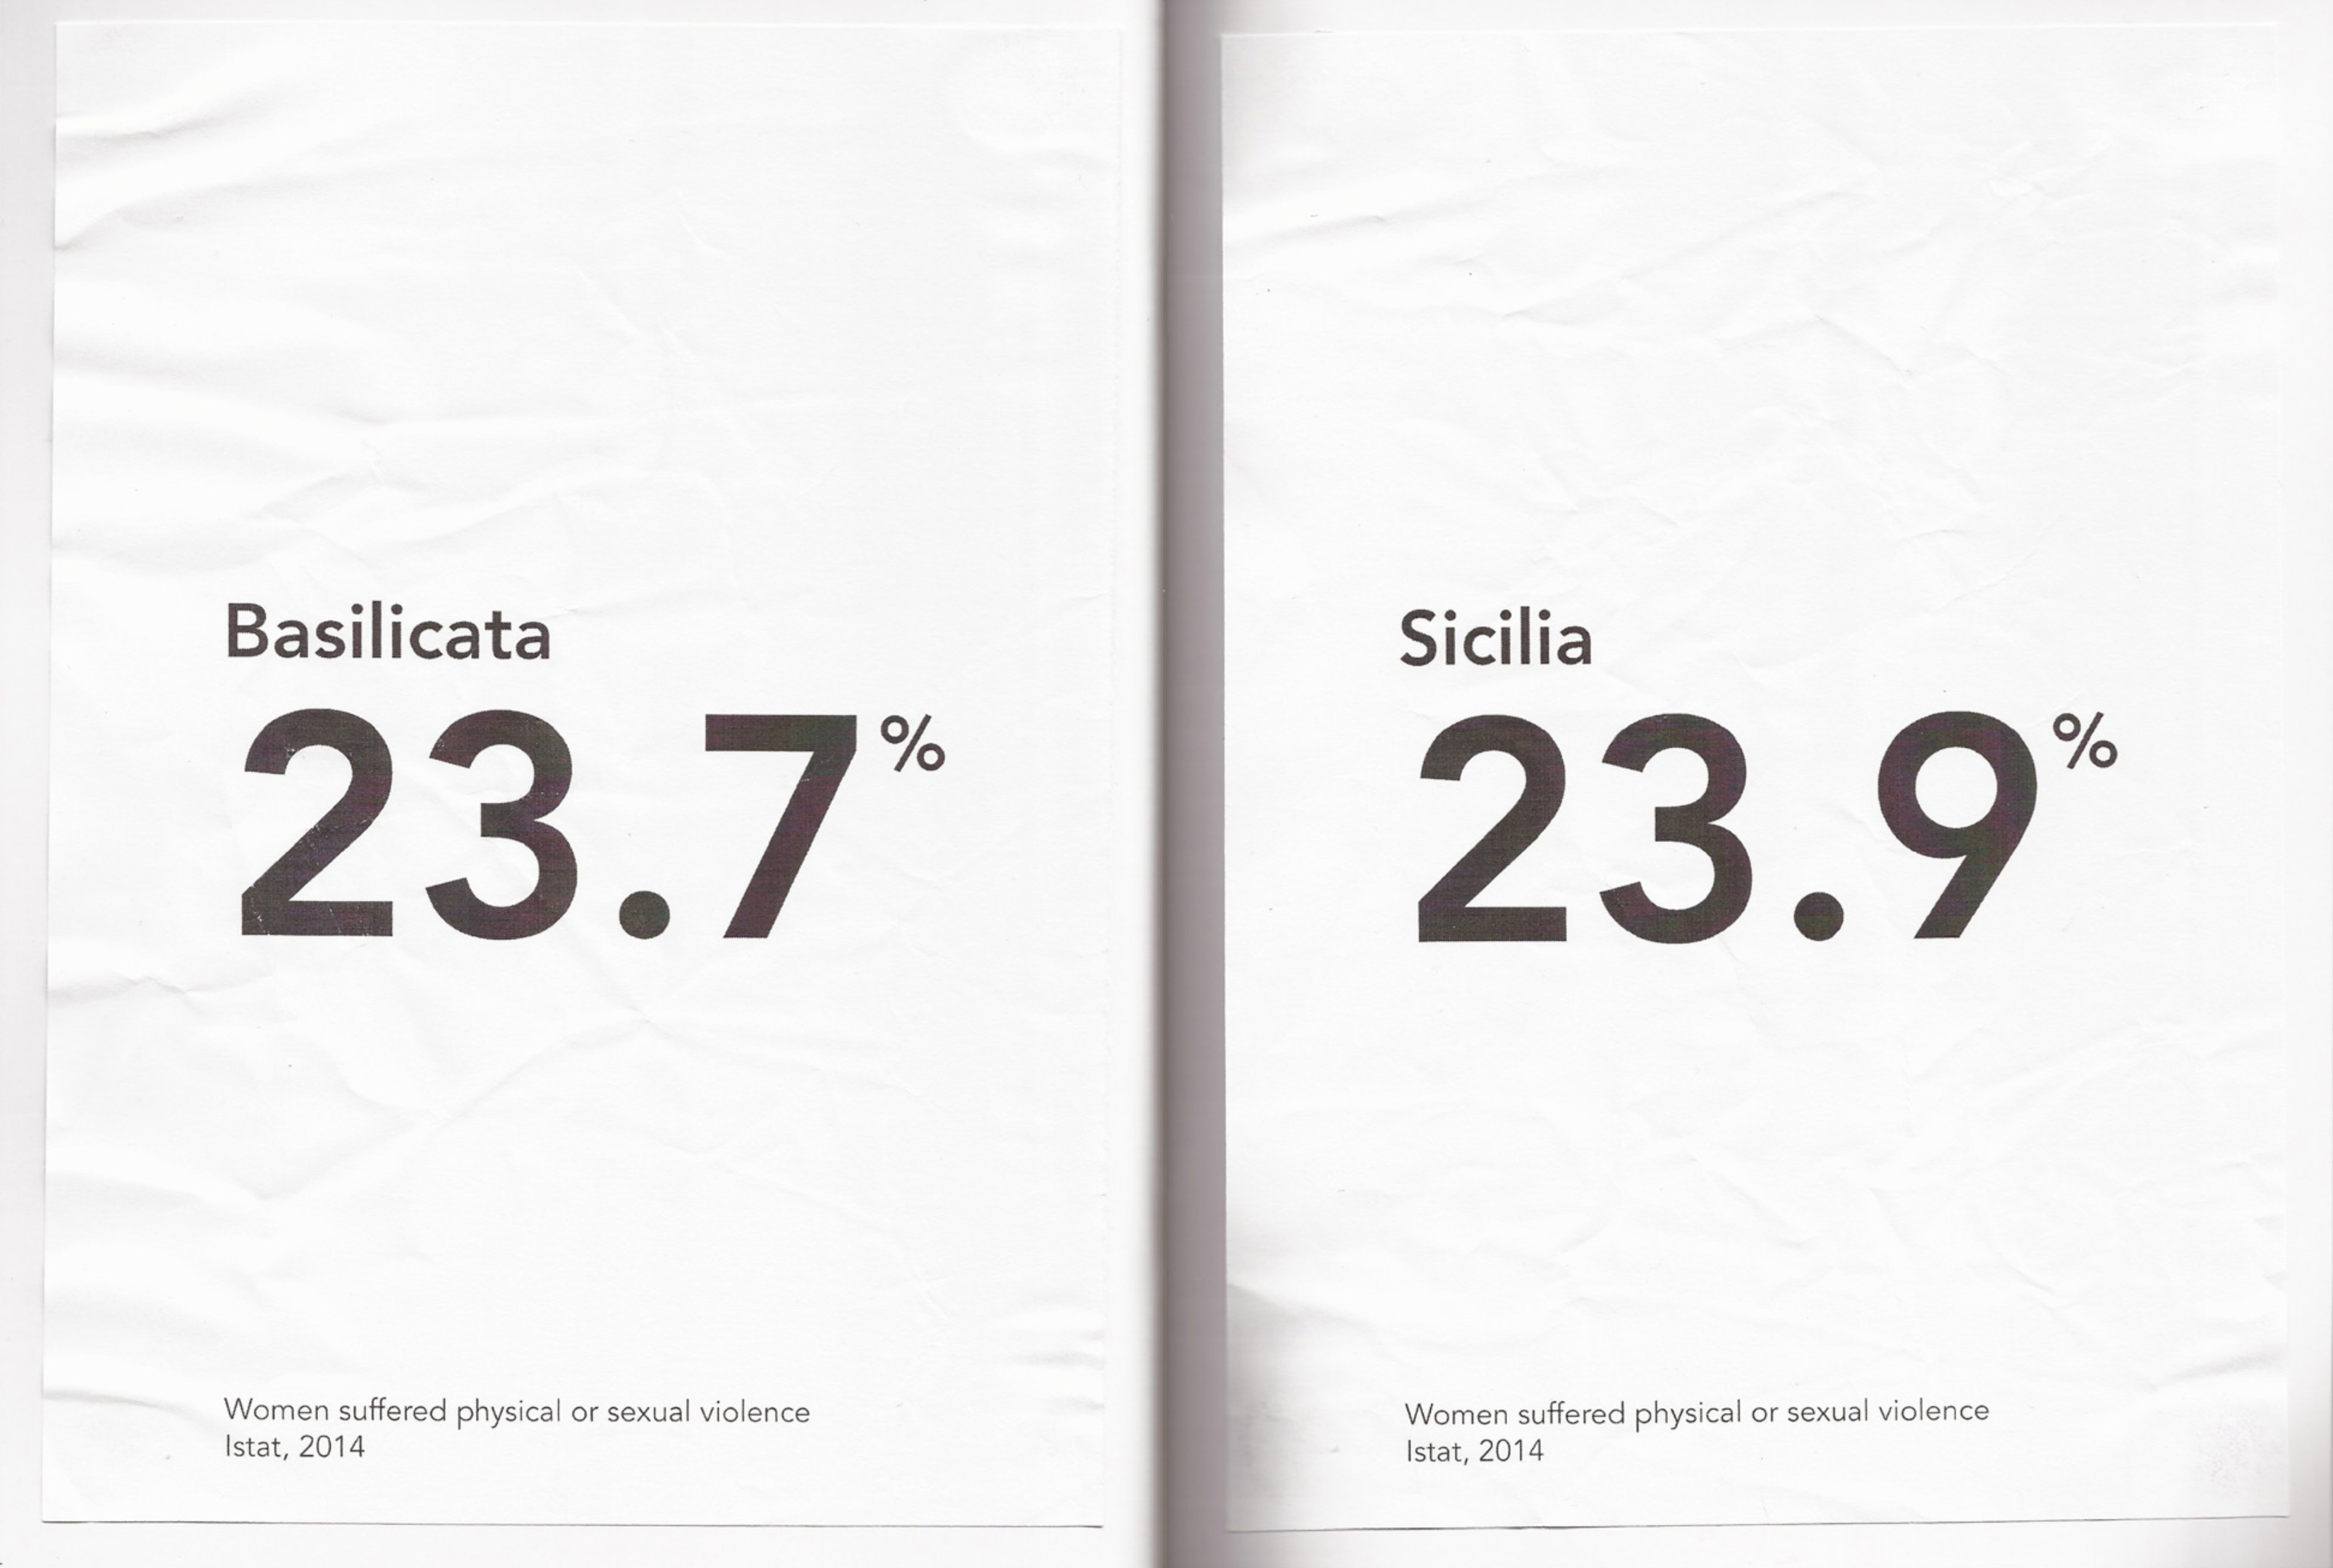 Basilicata
23.7%
Women suffered physical or sexual violence
Istat, 2014
Sicilia
23.9%
Women suffered physical or sexual violence
Istat, 2014